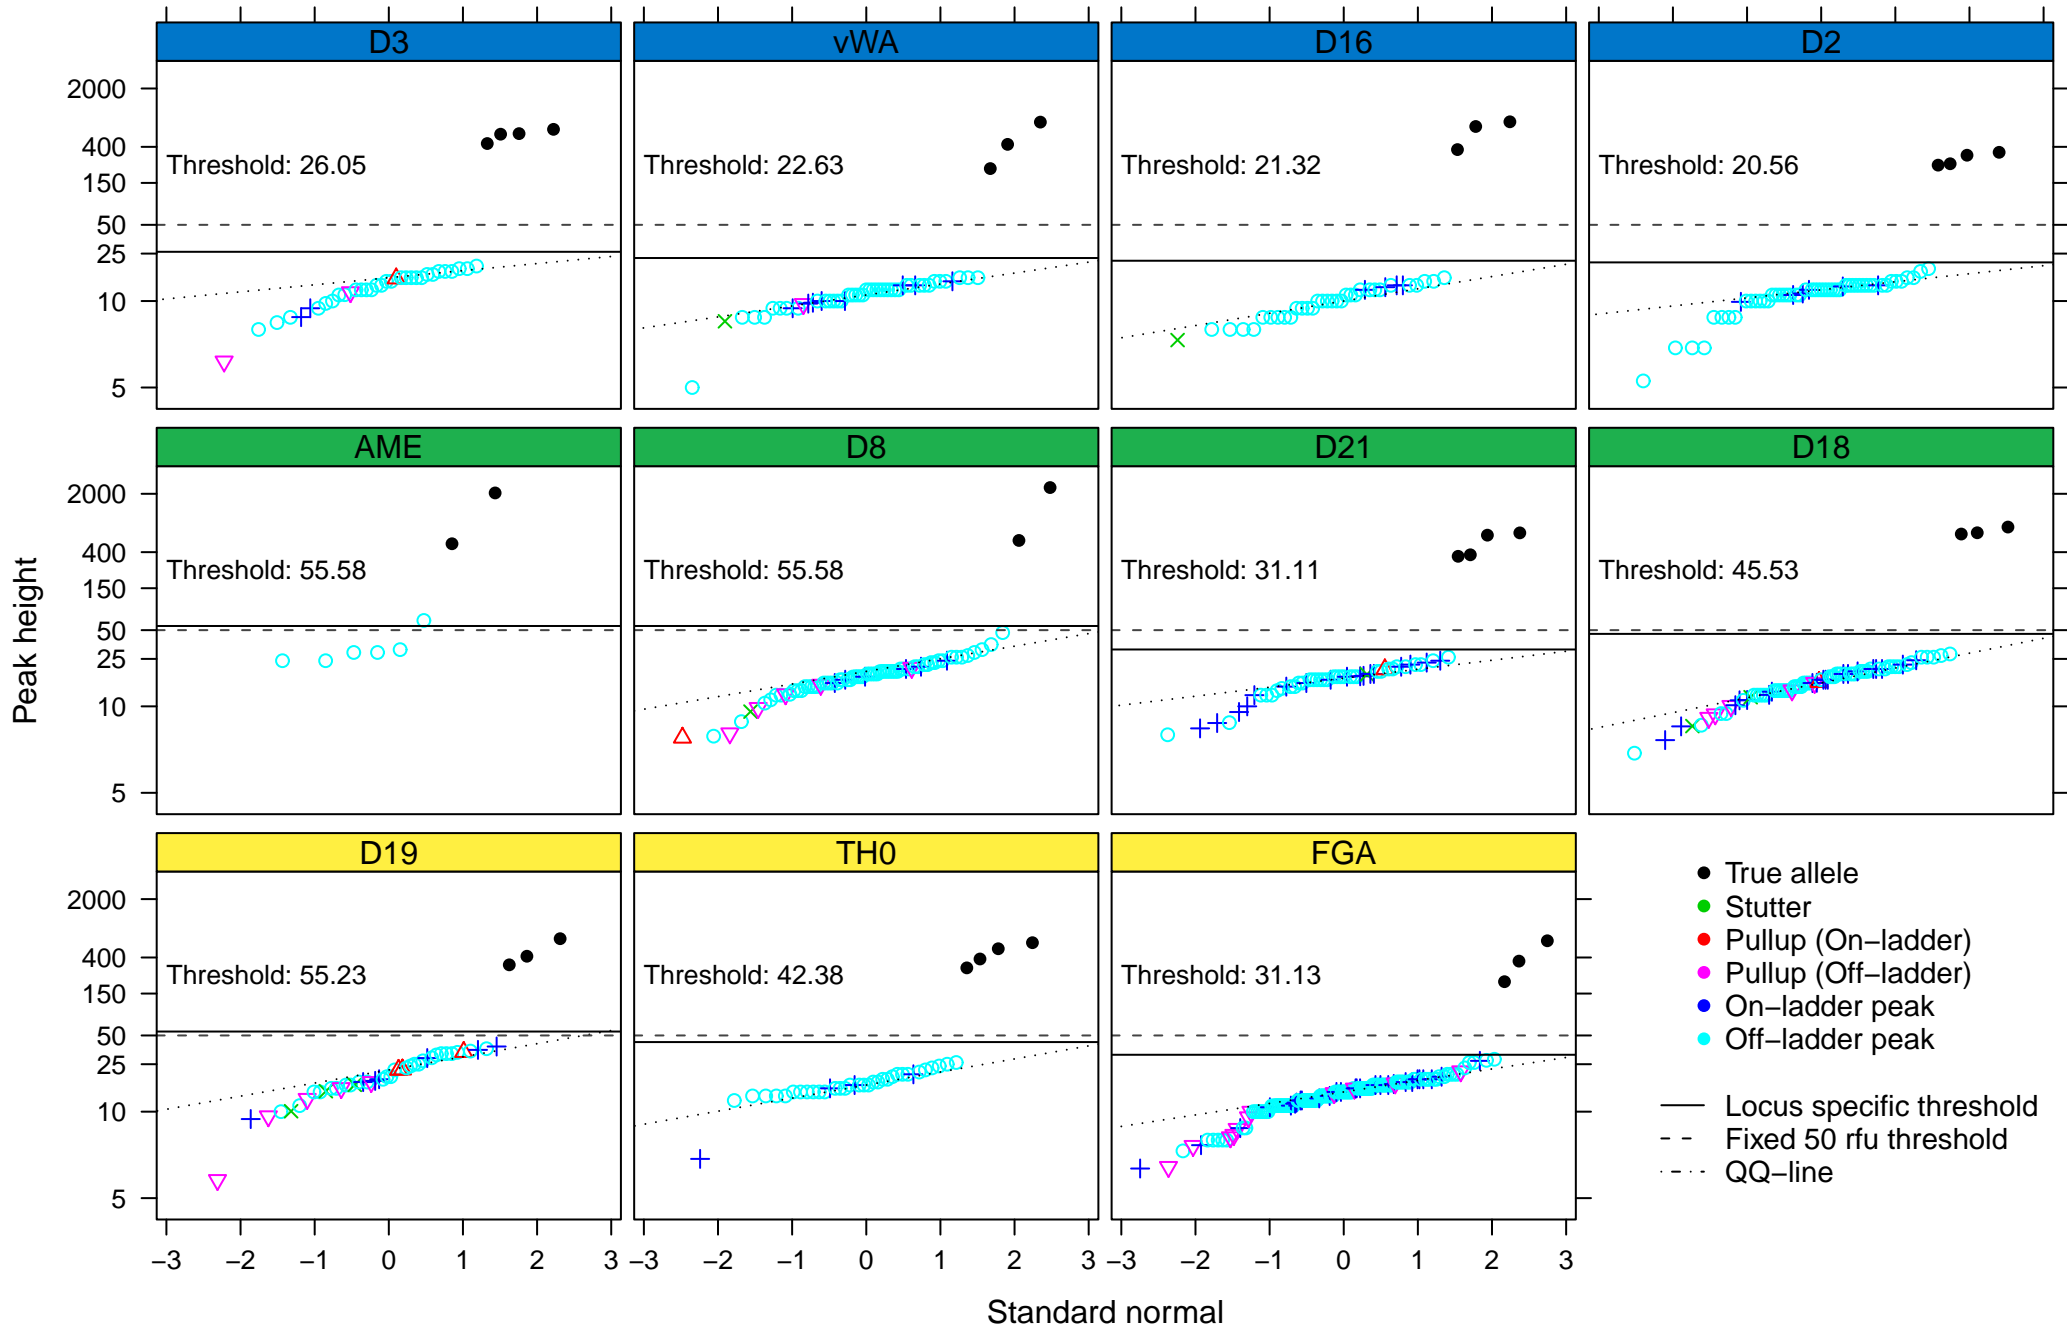 D3 vWA D16 D2
2000
400
150
50
25
10
5
Threshold: 26.05
Threshold: 22.63
Threshold: 21.32
Threshold: 20.56
AME D8 D21 D18
2000
400
150
50
25
10
5
Threshold: 55.58
Threshold: 55.58
Threshold: 31.11
Threshold: 45.53
Peak height
D19 TH0 FGA
2000
400
150
50
25
10
5
Threshold: 55.23
Threshold: 42.38
Threshold: 31.13
−3 −2 −1 0 1 2 3 −3 −2 −1 0 1 2 3 −3 −2 −1 0 1 2 3
Standard normal
True allele
Stutter
Pullup (On−ladder)
Pullup (Off−ladder)
On−ladder peak
Off−ladder peak
Locus specific threshold
Fixed 50 rfu threshold
QQ−line